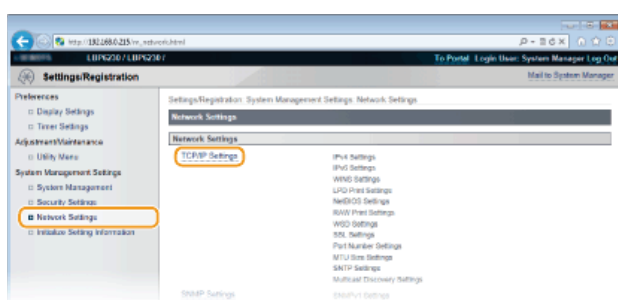 http://192.168.0.215/m_network.html
LBP6230 / LBP6230 /
To Portal Login User: System Manager Log Out
Settings/Registration
Mail to System Manager
Preferences
Display Settings
Timer Settings
Adjustment/Maintenance
Utility Menu
System Management Settings
System Management
Security Settings
Network Settings
Initialize Setting Information
Settings/Registration: System Management Settings: Network Settings
Network Settings
Network Settings
TCP/IP Settings
IPv4 Settings
IPv6 Settings
WINS Settings
LPD Print Settings
NetBIOS Settings
RAW Print Settings
WSD Settings
SSL Settings
Port Number Settings
MTU Size Settings
SNTP Settings
Multicast Discovery Settings
SNMP Settings
SNMPv1 Settings